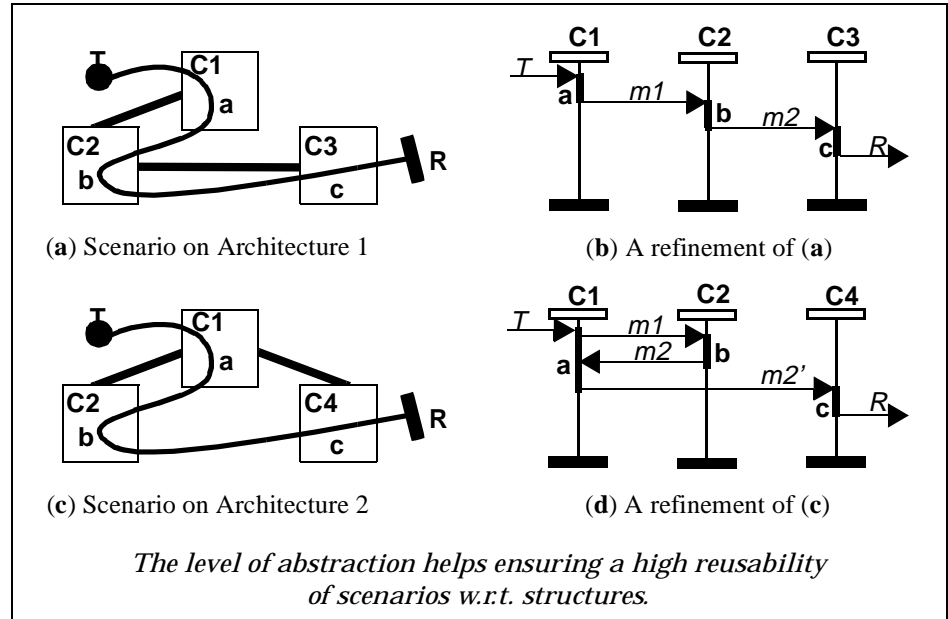 T
C1
a
C2
b
C3
c
R
(a) Scenario on Architecture 1
C1 C2 C3
T
a
m1
b
m2
c
R
(b) A refinement of (a)
T
C1
a
C2
b
C4
c
R
(c) Scenario on Architecture 2
C1 C2 C4
T
m1
a
m2
b
m2'
c
R
(d) A refinement of (c)
The level of abstraction helps ensuring a high reusability
of scenarios w.r.t. structures.